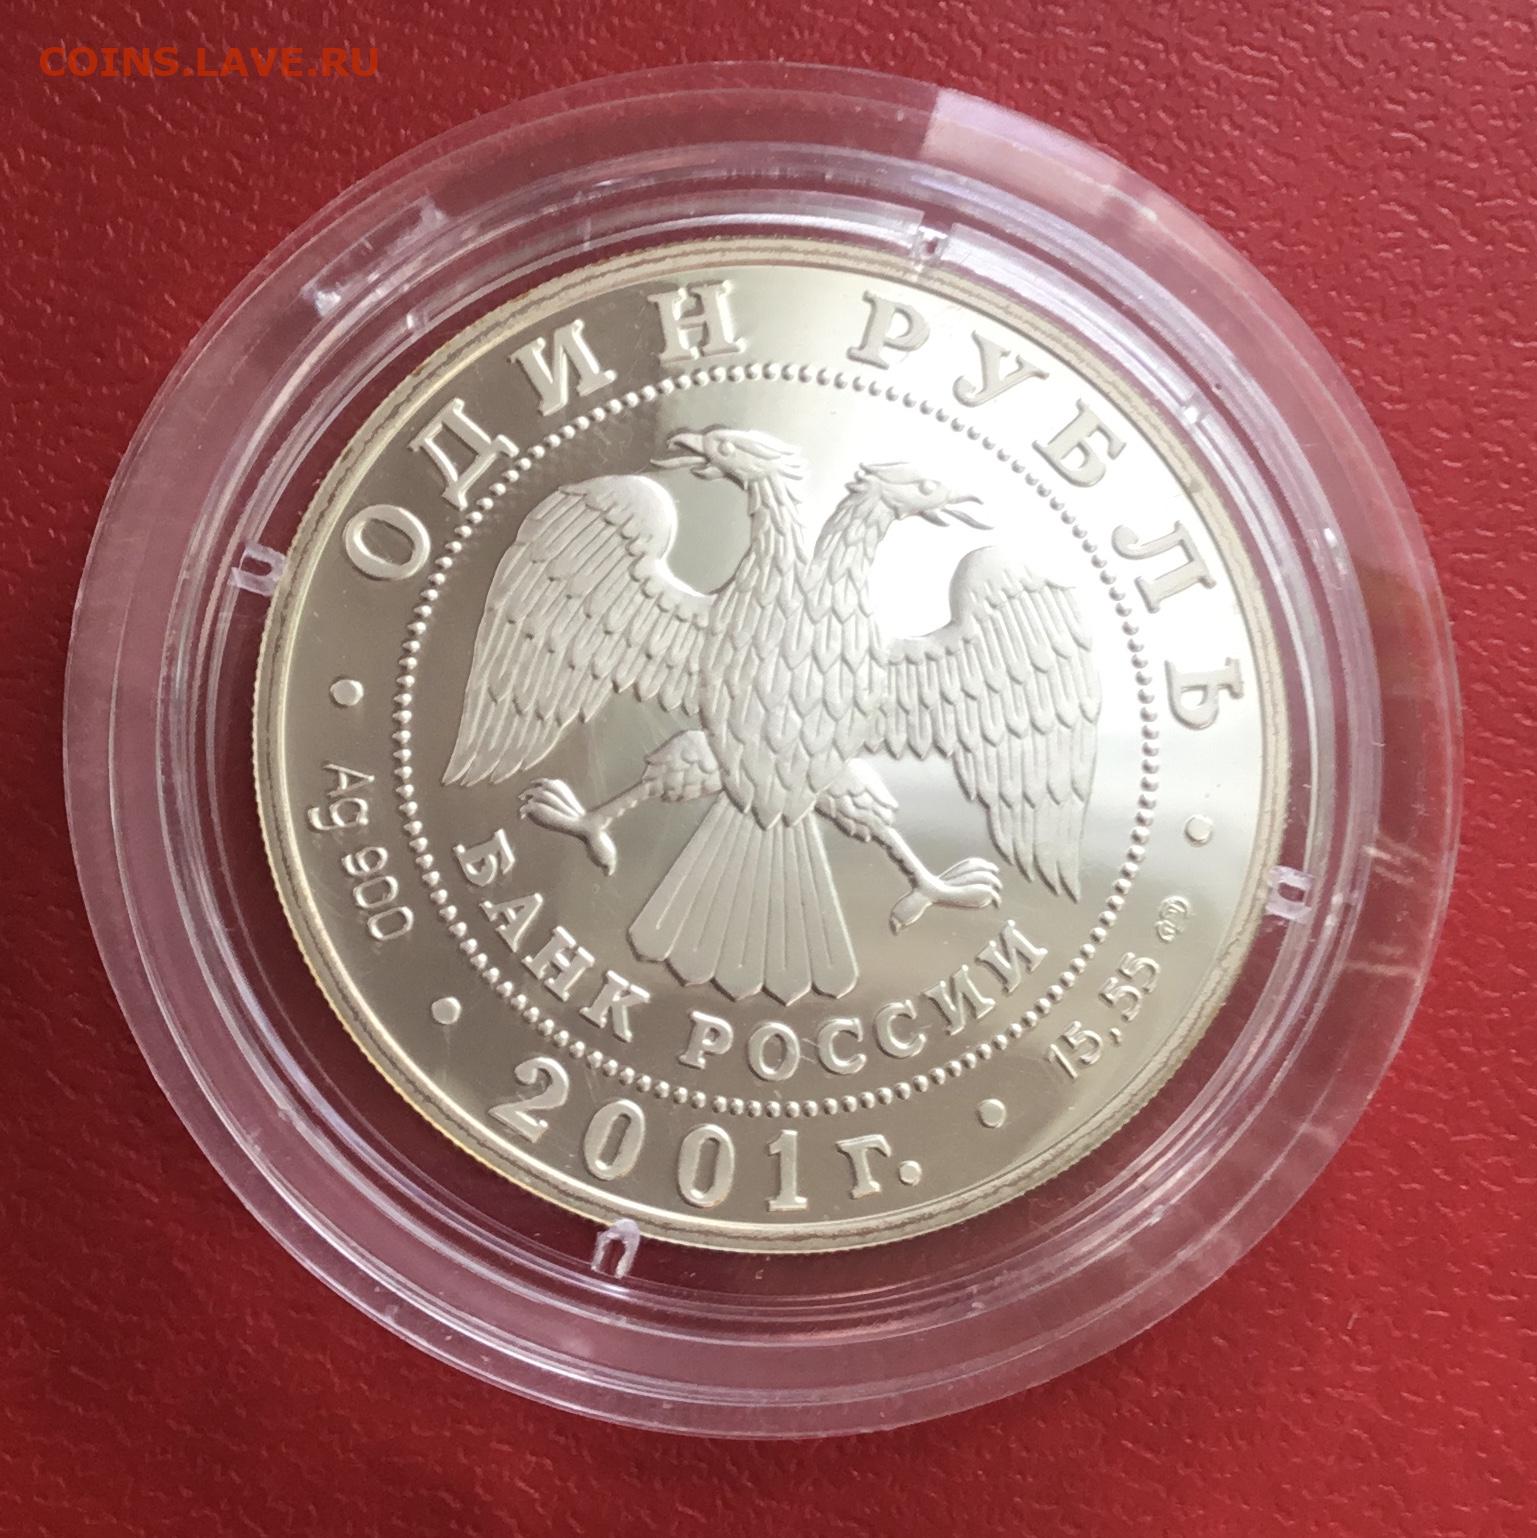 COINS.LAVE.RU
ОДИН РУБЛЬ
БАНК РОССИИ
Ag 900
2001 г.
15,55